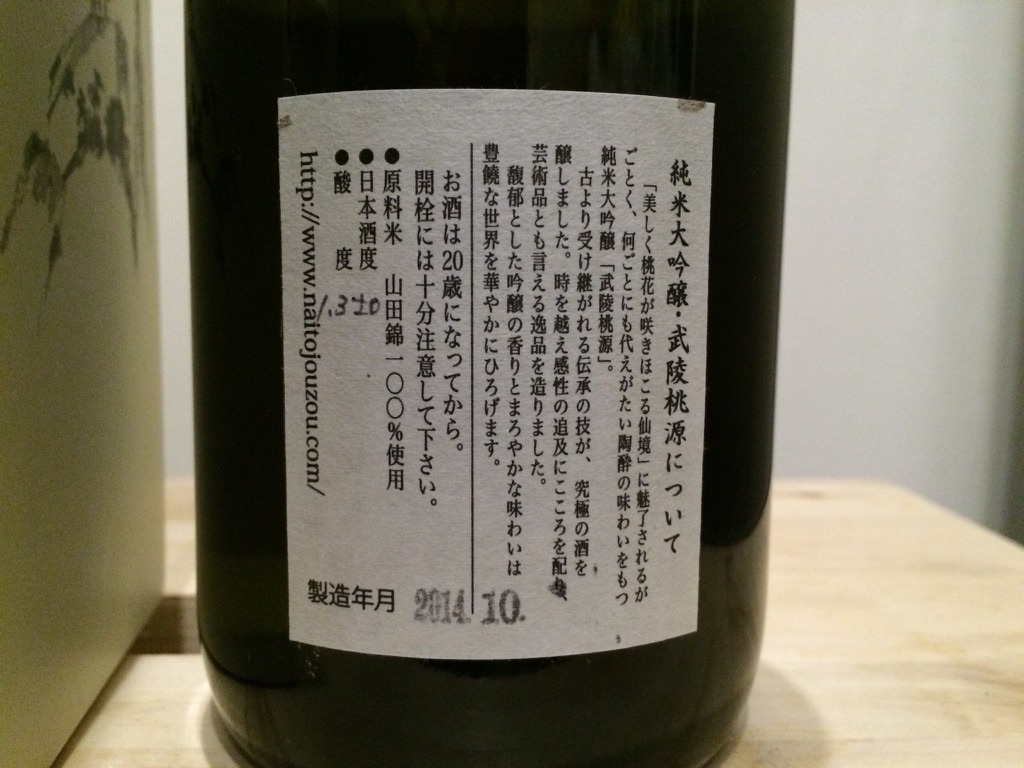 純米大吟醸・武陵桃源について
「美しく桃花が咲きほこる仙境」に魅了されるが
ごとく、何ごとにも代えがたい陶酔の味わいをもつ
純米大吟醸「武陵桃源」。
古より受け継がれる伝承の技が、究極の酒を
醸しました。時を越え感性の追及にこころを配り、
芸術品とも言える逸品を造りました。
馥郁とした吟醸の香りとまろやかな味わいは
豊饒な世界を華やかにひろげます。
お酒は20歳になってから。
開栓には十分注意して下さい。
●原料米 山田錦一〇〇%使用
●日本酒度 ±0
●酸度 1.3
http://www.naitojouzou.com/
製造年月 2014.10.